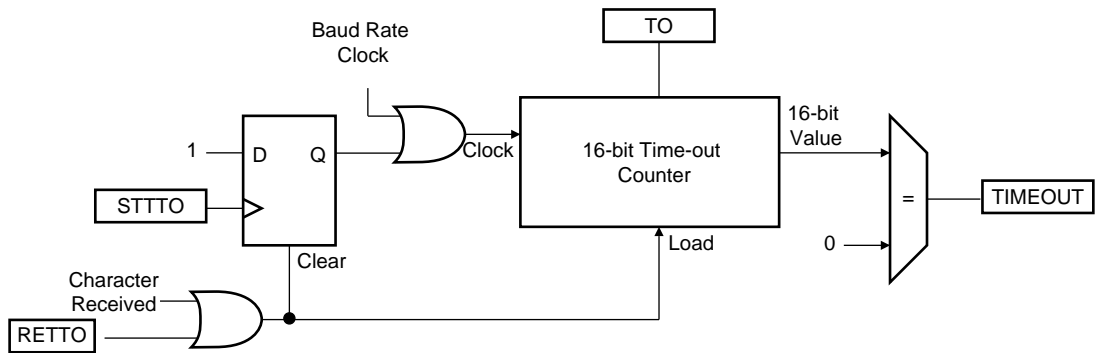 TO
Baud Rate
Clock
16-bit
Value
1
D
Q
Clock
16-bit Time-out
Counter
STTTO
=
TIMEOUT
Clear
Load
0
Character
Received
RETTO